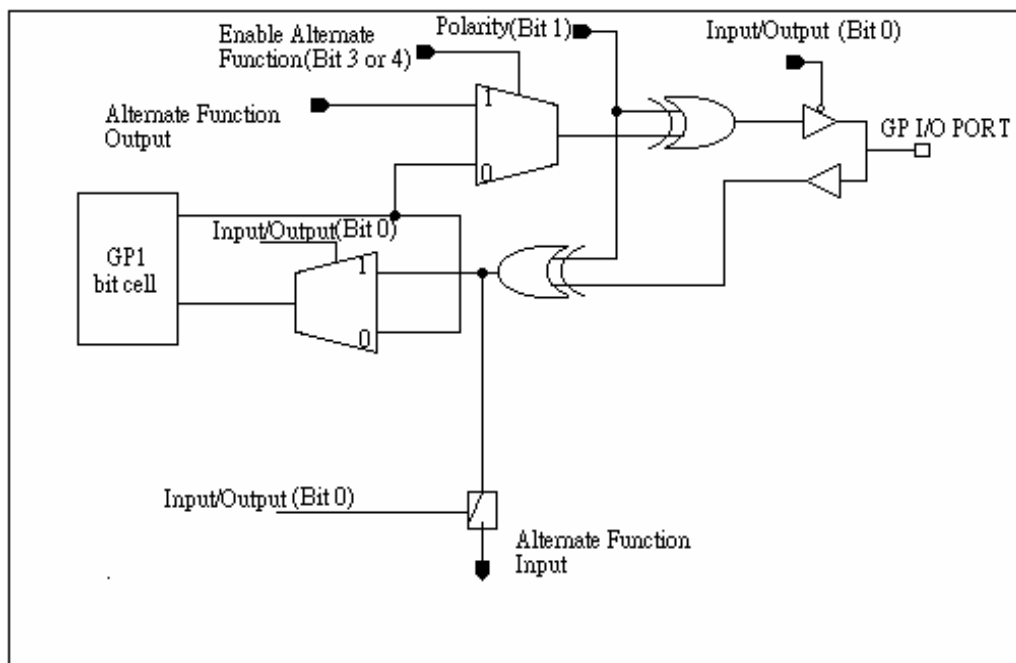 Enable Alternate
Function(Bit 3 or 4)
Polarity(Bit 1)
Input/Output (Bit 0)
Alternate Function
Output
1
0
GP I/O PORT
GP1
bit cell
Input/Output(Bit 0)
1
0
Input/Output (Bit 0)
Alternate Function
Input